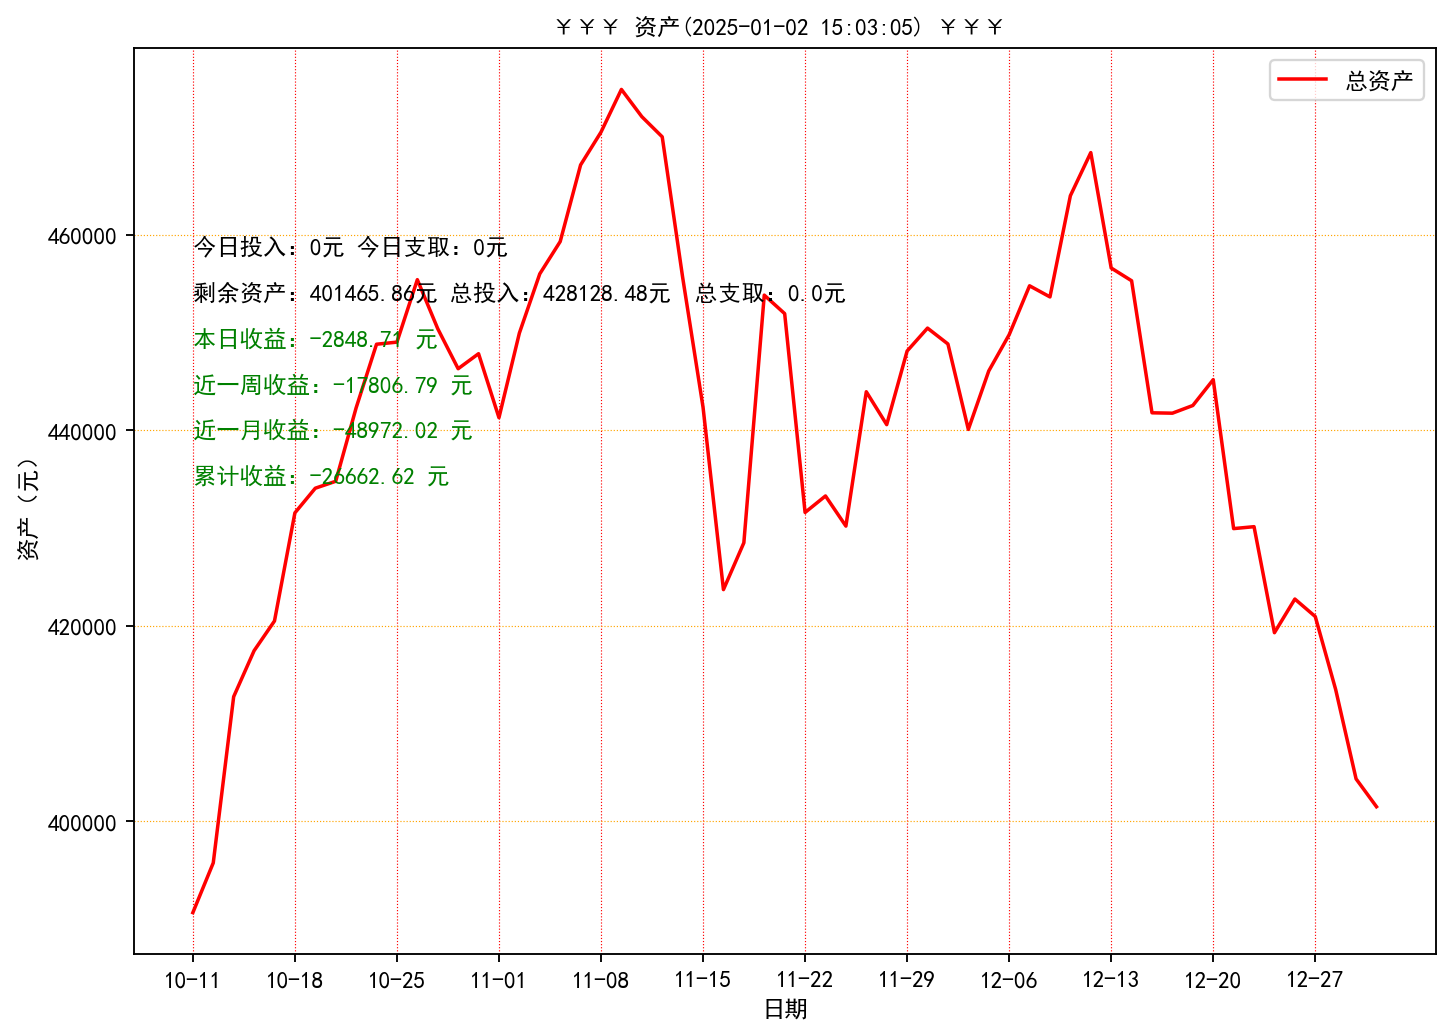 ￥￥￥ 资产(2025-01-02 15:03:05) ￥￥￥
总资产
460000
440000
420000
400000
资产（元）
今日投入：0元 今日支取：0元
剩余资产：401465.86元 总投入：428128.48元  总支取：0.0元
本日收益：-2848.71 元
近一周收益：-17806.79 元
近一月收益：-48972.02 元
累计收益：-26662.62 元
10-11 10-18 10-25 11-01 11-08 11-15 11-22 11-29 12-06 12-13 12-20 12-27
日期